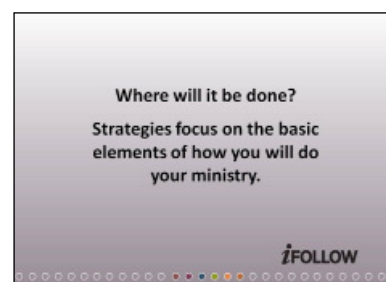 Where will it be done?
Strategies focus on the basic
elements of how you will do
your ministry.
iFOLLOW